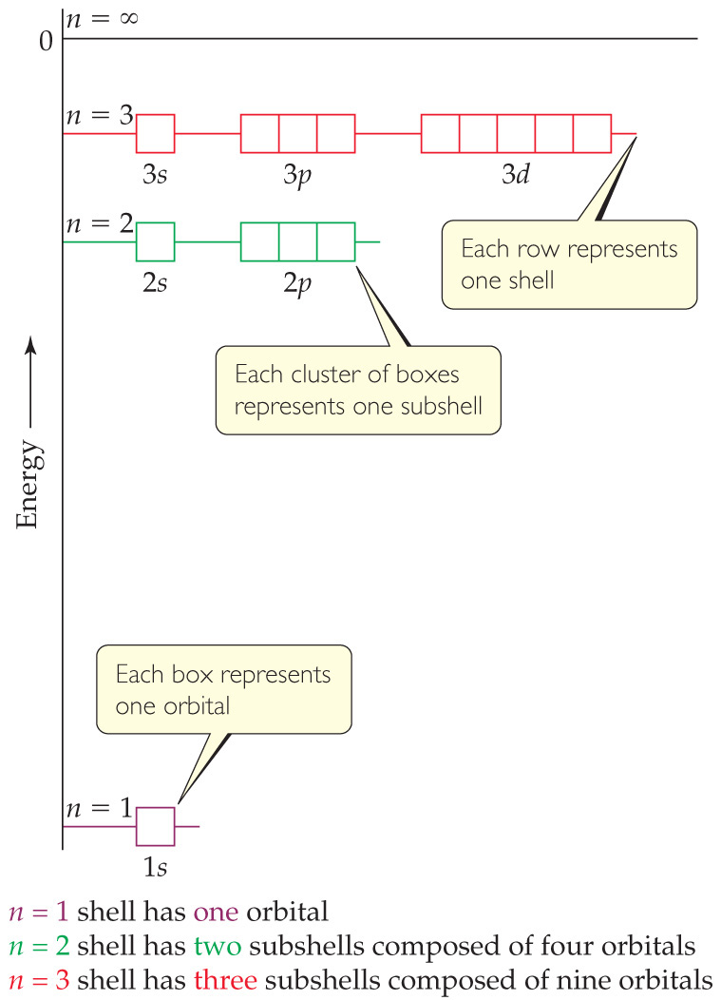 n = ∞
0
n = 3
3s 3p 3d
n = 2
2s 2p
Each row represents
one shell
Each cluster of boxes
represents one subshell
Energy
Each box represents
one orbital
n = 1
1s
n = 1 shell has one orbital
n = 2 shell has two subshells composed of four orbitals
n = 3 shell has three subshells composed of nine orbitals